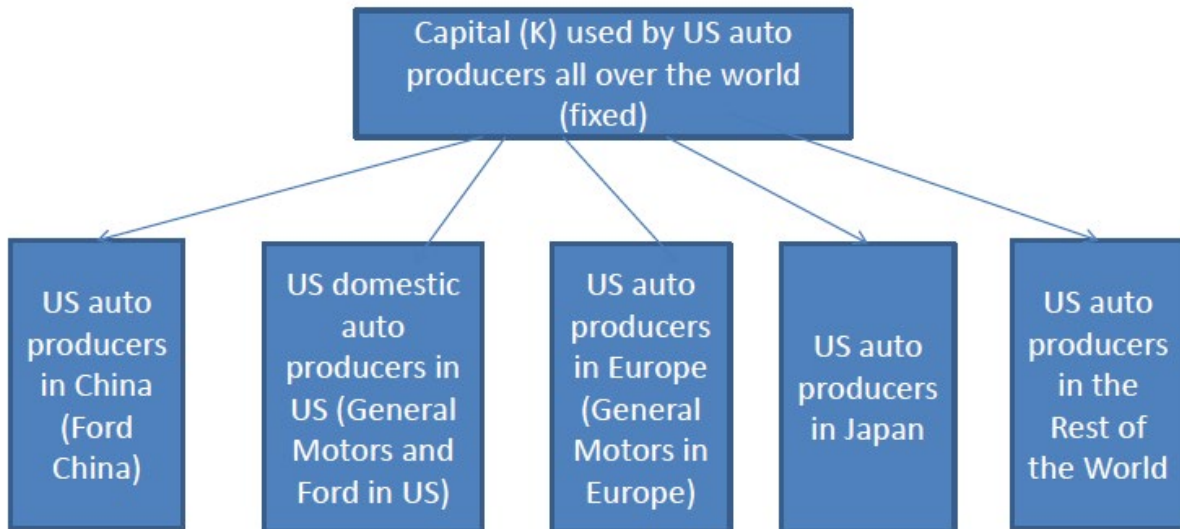 Capital (K) used by US auto
producers all over the world
(fixed)
US auto
producers
in China
(Ford
China)
US domestic
auto
producers in
US (General
Motors and
Ford in US)
US auto
producers
in Europe
(General
Motors in
Europe)
US auto
producers
in Japan
US auto
producers
in the
Rest of
the World